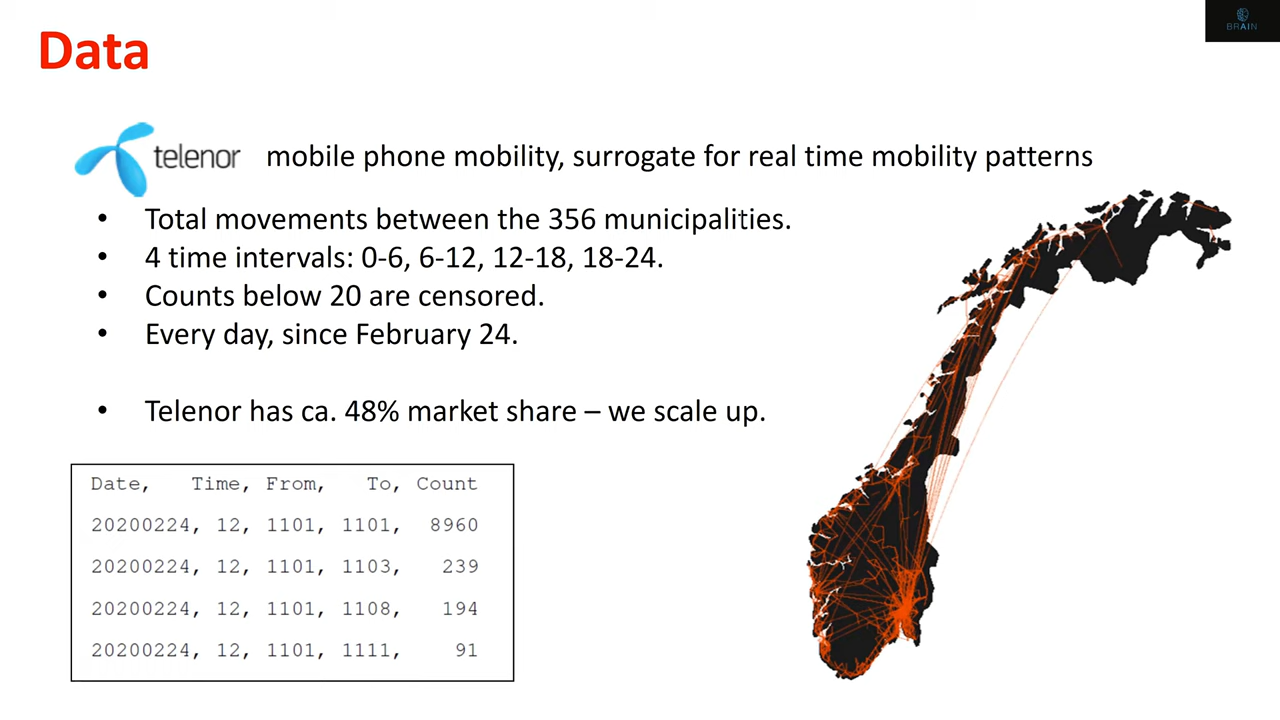 BRAIN
Data
telenor mobile phone mobility, surrogate for real time mobility patterns
• Total movements between the 356 municipalities.
• 4 time intervals: 0-6, 6-12, 12-18, 18-24.
• Counts below 20 are censored.
• Every day, since February 24.
• Telenor has ca. 48% market share – we scale up.
Date, Time, From, To, Count
20200224, 12, 1101, 1101, 8960
20200224, 12, 1101, 1103, 239
20200224, 12, 1101, 1108, 194
20200224, 12, 1101, 1111, 91